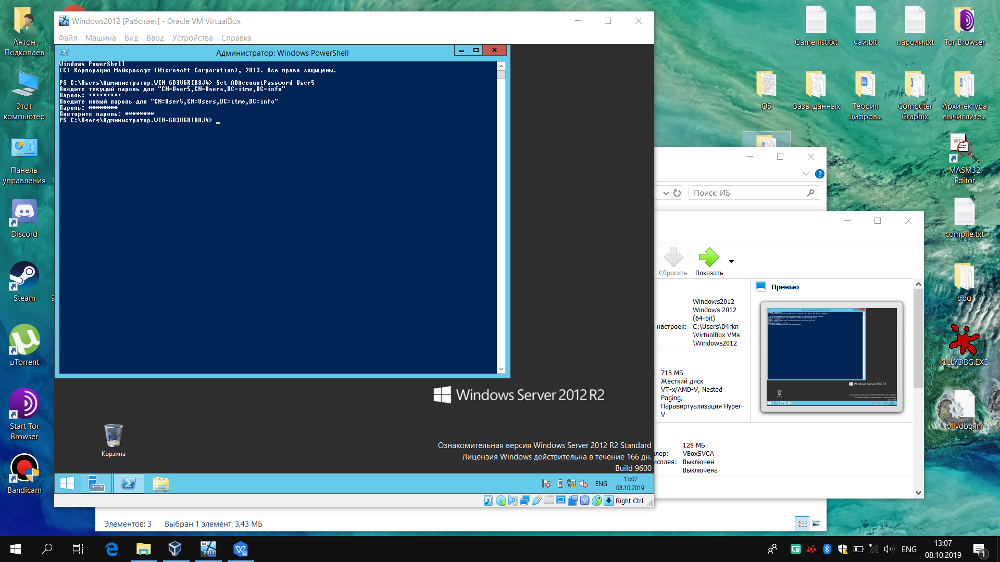 Антон
Подкопаев
Этот
компьютер
Панель
управления
Discord
Steam
µTorrent
Start Tor
Browser
Bandicam
Windows2012 [Работает] - Oracle VM VirtualBox
Файл Машина Вид Ввод Устройства Справка
Администратор: Windows PowerShell
Windows PowerShell
(C) Корпорация Майкрософт (Microsoft Corporation), 2013. Все права защищены.
PS C:\Users\Администратор.WIN-GD3UGRIR8J4> Set-ADAccountPassword User5
Введите текущий пароль для "CN=User5,CN=Users,DC=itme,DC=info"
Пароль: *********
Введите новый пароль для "CN=User5,CN=Users,DC=itme,DC=info"
Пароль: ********
Повторите пароль: ********
PS C:\Users\Администратор.WIN-GD3UGRIR8J4> _
Windows Server 2012 R2
Корзина
Ознакомительная версия Windows Server 2012 R2 Standard
Лицензия Windows действительна в течение 166 дн.
Build 9600
ENG
13:07
08.10.2019
Right Ctrl
Элементов: 3 Выбран 1 элемент: 3,43 МБ
Поиск: ИБ
Сбросить
Показать
Превью
Windows2012
Windows 2012
(64-bit)
настроек: C:\Users\D4rkn
\VirtualBox VMs
\Windows2012
715 МБ
Жёсткий диск
VT-x/AMD-V, Nested
Paging,
Паравиртуализация Hyper-
V
128 МБ
лер: VBoxSVGA
исплея: Выключен
Выключена
Windows Server 2012 R2
Game list.txt
чай.txt
пароли.txt
Tor Browser
OS
Базы данных
Теория
цифров...
Computer
Graphix
Архитектура
вычислите...
MASM32
Editor
compile.txt
dbg
OLLYDBG.EXE
ollydbg.ini
ENG
13:07
08.10.2019
1